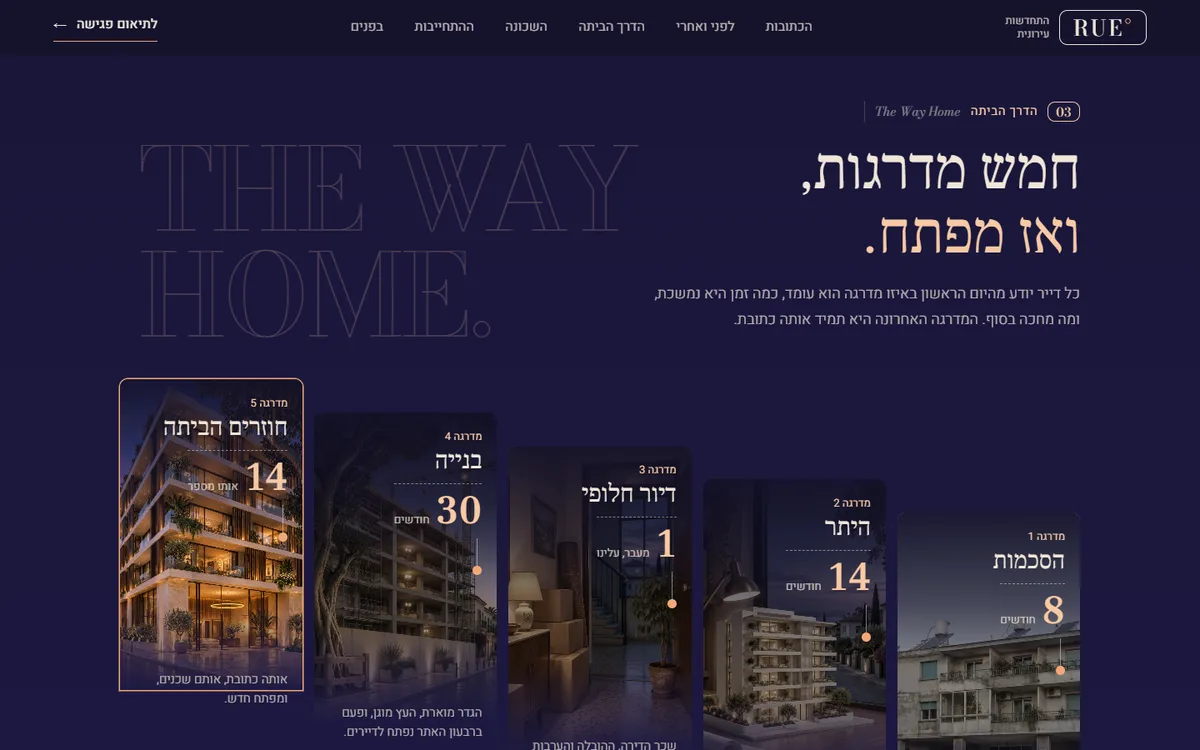 RUE°
התחדשות
עירונית
הכתובות
לפני ואחרי
הדרך הביתה
השכונה
ההתחייבות
בפנים
לתיאום פגישה ←
03 הדרך הביתה The Way Home
חמש מדרגות,
ואז מפתח.
כל דייר יודע מהיום הראשון באיזו מדרגה הוא עומד, כמה זמן היא נמשכת,
ומה מחכה בסוף. המדרגה האחרונה היא תמיד אותה כתובת.
THE WAY
HOME.
מדרגה 1
הסכמות
8 חודשים
מדרגה 2
היתר
14 חודשים
מדרגה 3
דיור חלופי
1 מעבר, עלינו
שכר הדירה, ההובלה והערבות
מדרגה 4
בנייה
30 חודשים
הגדר מוארת, העץ מוגן, ופעם
ברבעון האתר נפתח לדיירים.
מדרגה 5
חוזרים הביתה
14 אותו מספר
אותה כתובת, אותם שכנים,
ומפתח חדש.